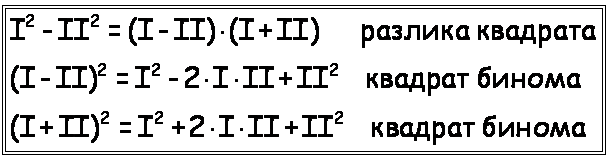 I² - II² = (I - II) · (I + II) разлика квадрата
(I - II)² = I² - 2 · I · II + II² квадрат бинома
(I + II)² = I² + 2 · I · II + II² квадрат бинома